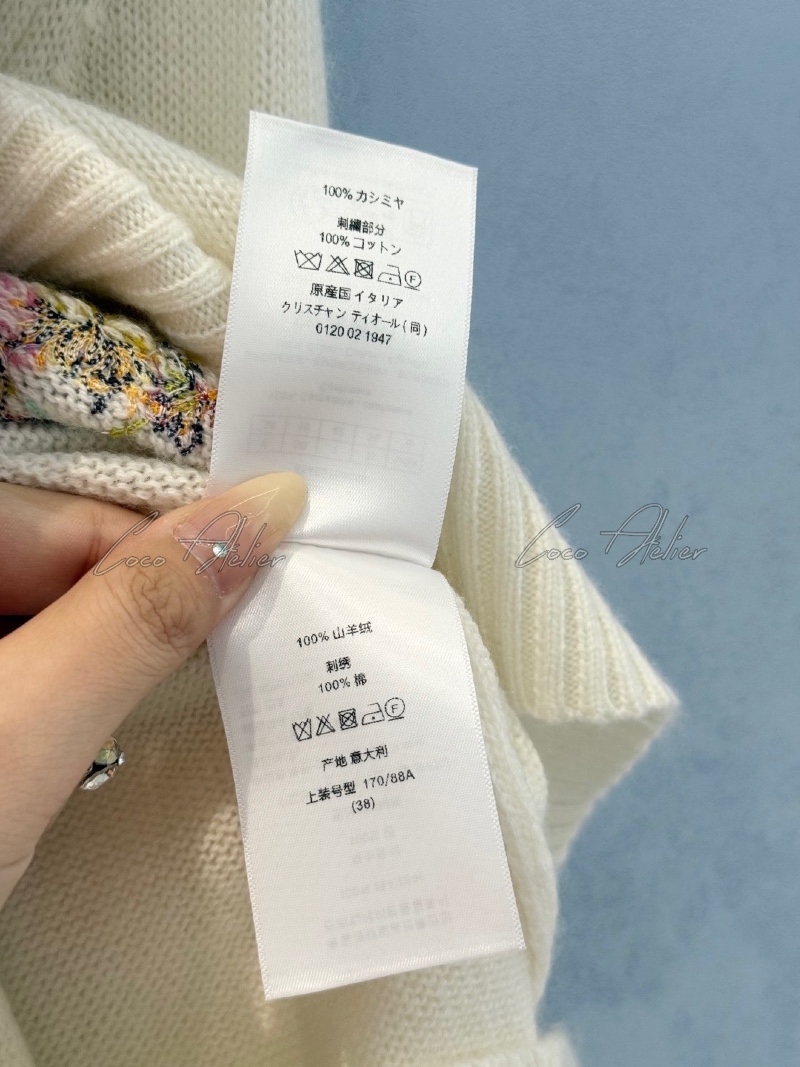 100% カシミヤ
刺繍部分
100% コットン
F
原産国イタリア
クリスチャン ディオール(同)
0120 02 1947
Coco Atelier
Coco Atelier
100% 山羊绒
刺绣
100% 棉
F
产地 意大利
上装号型 170/88A
(38)